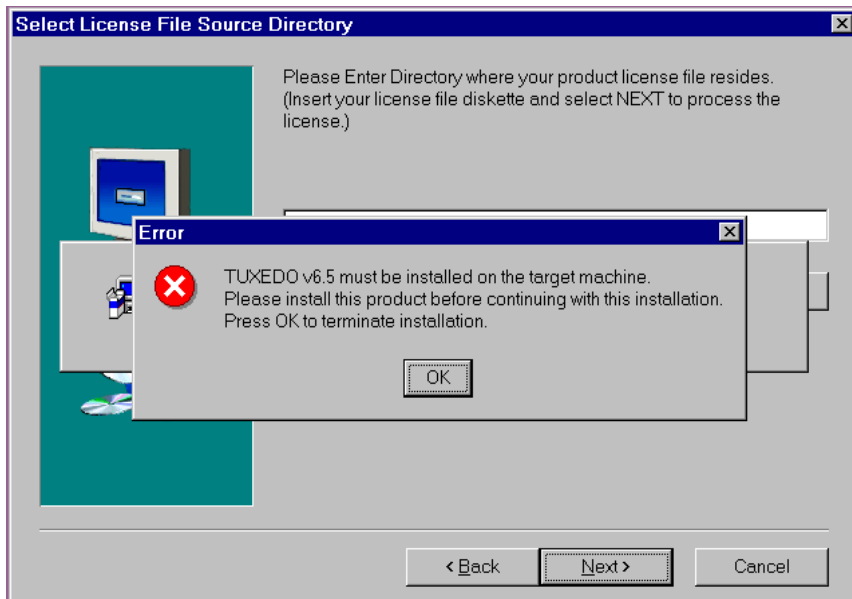 Select License File Source Directory
Please Enter Directory where your product license file resides.
(Insert your license file diskette and select NEXT to process the
license.)
Error
TUXEDO v6.5 must be installed on the target machine.
Please install this product before continuing with this installation.
Press OK to terminate installation.
OK
< Back
Next >
Cancel